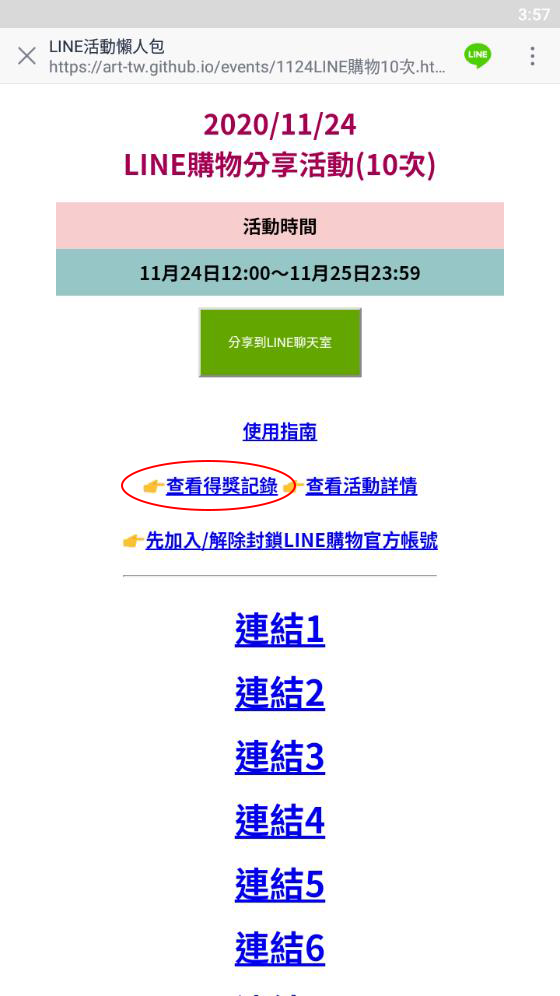 3:57
LINE活動懶人包
https://art-tw.github.io/events/1124LINE購物10次.ht…
LINE
2020/11/24
LINE購物分享活動(10次)
活動時間
11月24日12:00～11月25日23:59
分享到LINE聊天室
使用指南
👉查看得獎記錄 👉查看活動詳情
👉先加入/解除封鎖LINE購物官方帳號
連結1
連結2
連結3
連結4
連結5
連結6